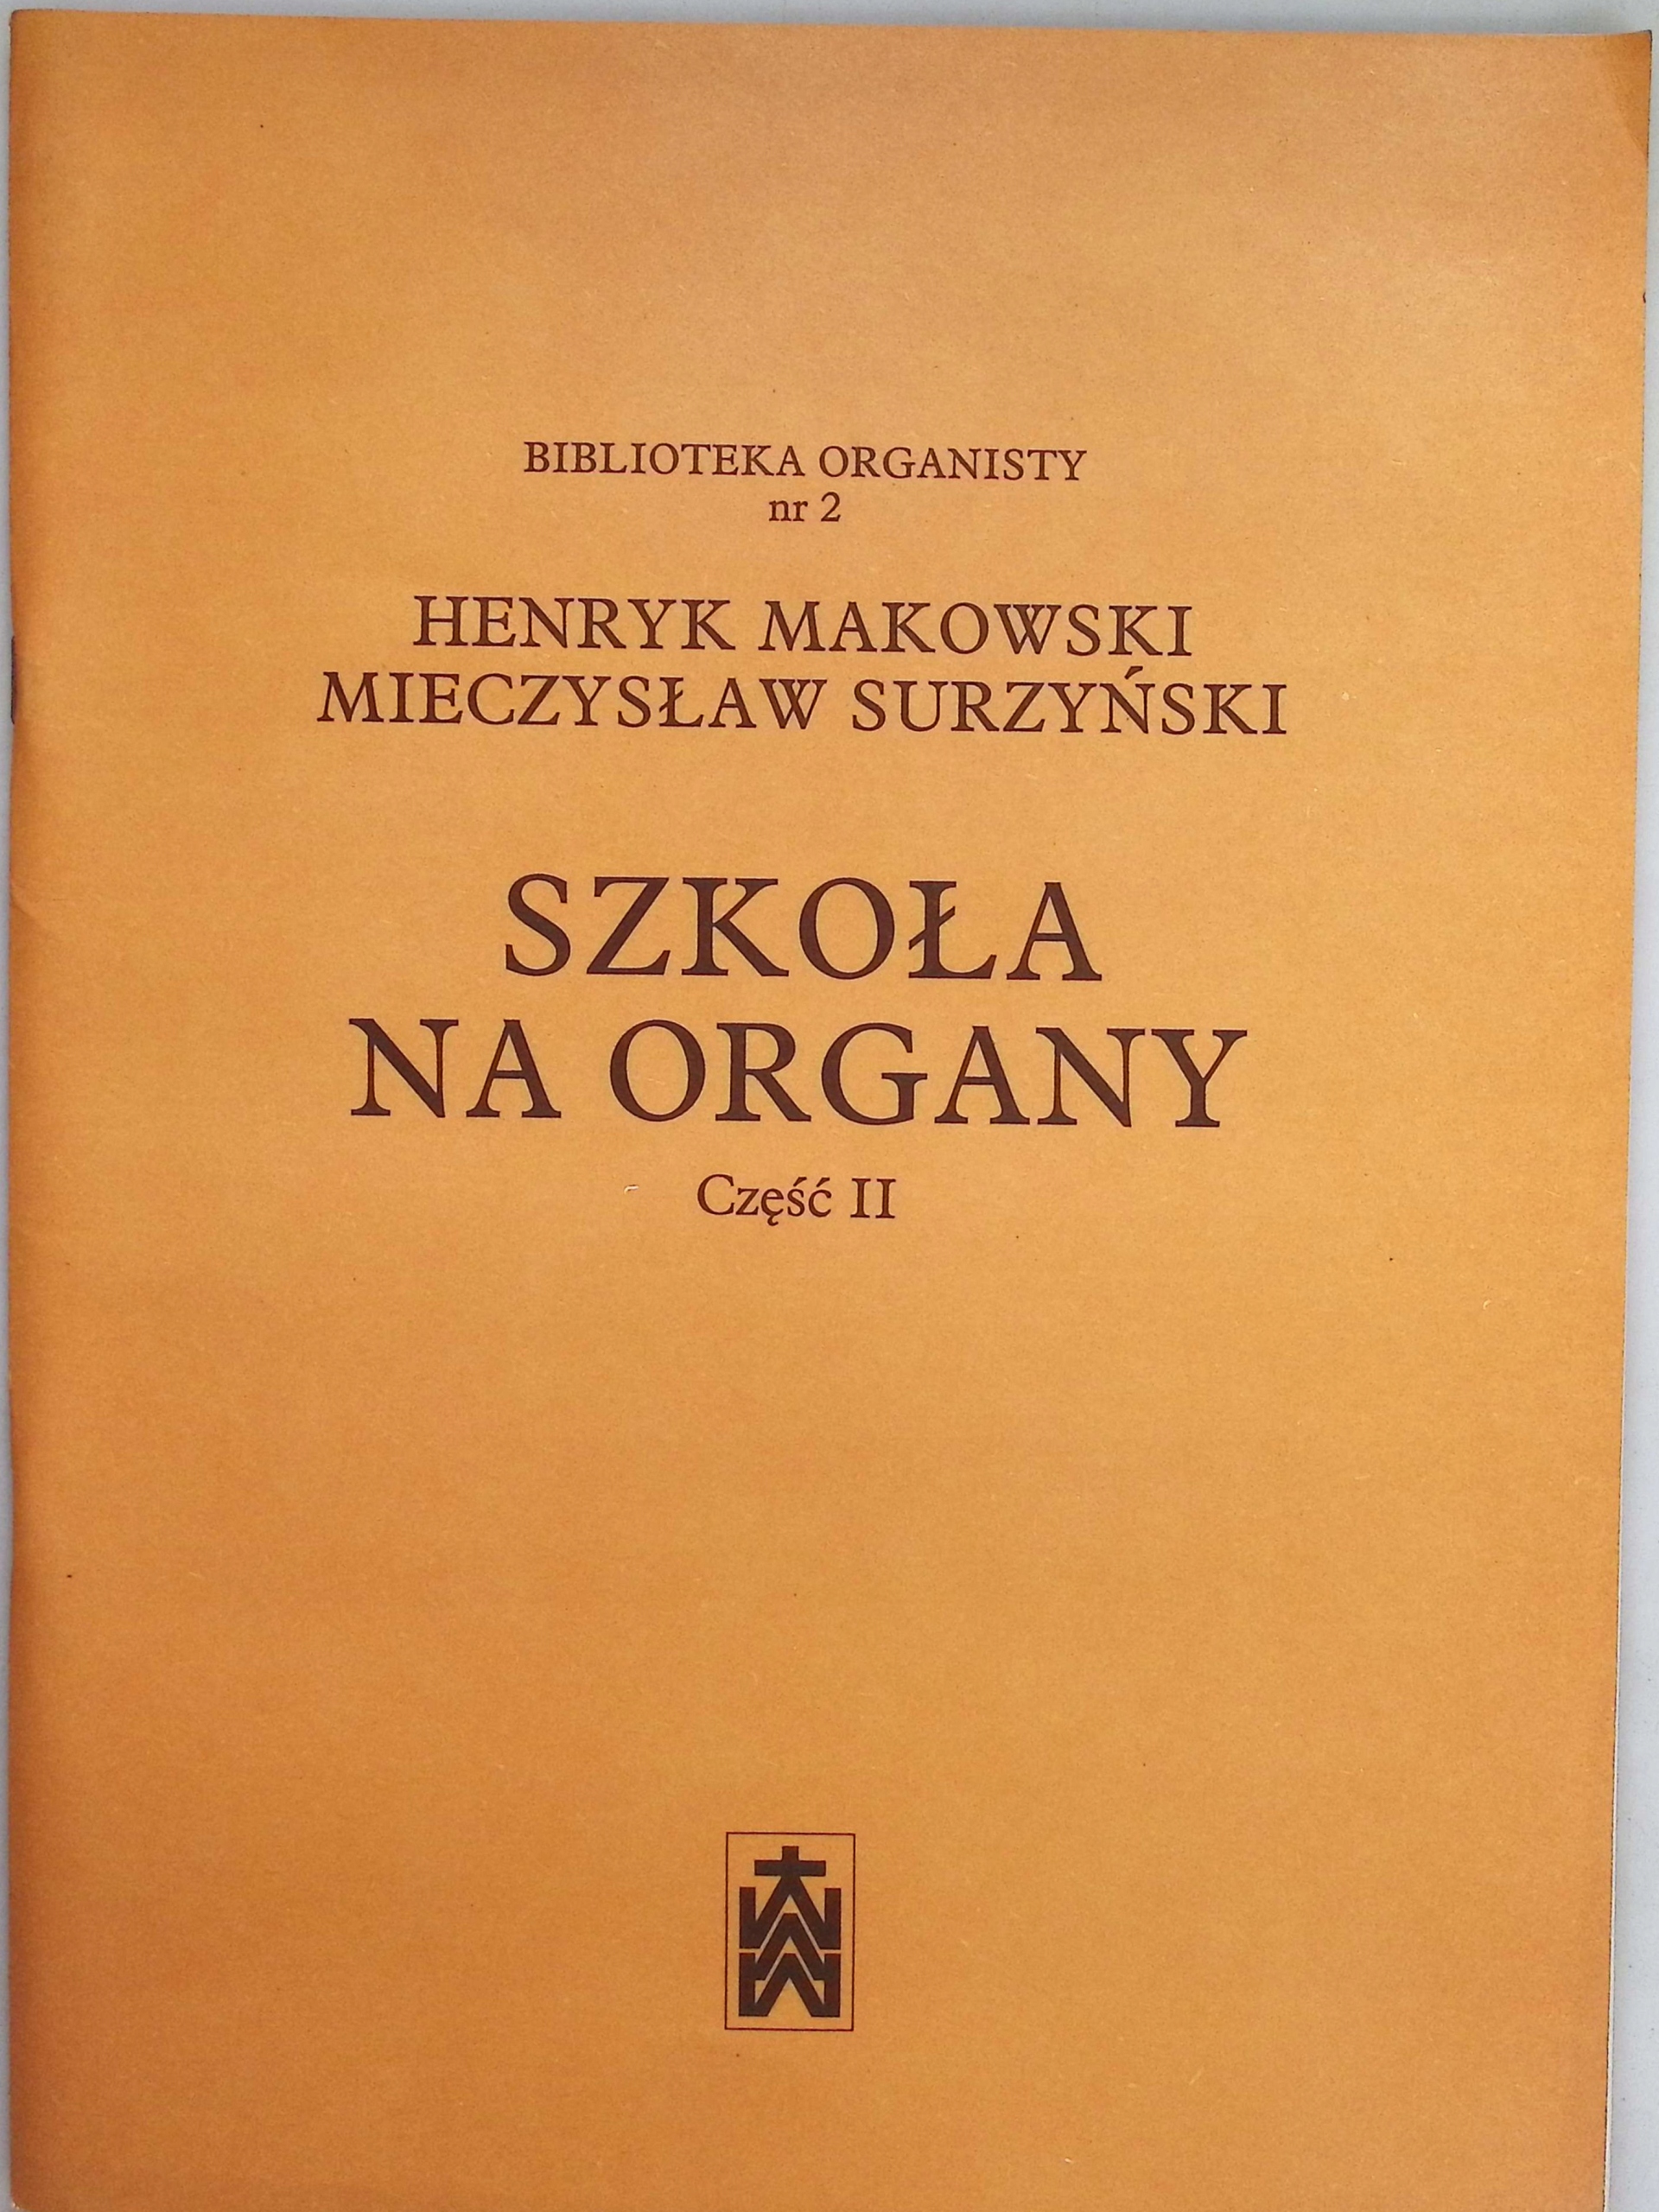 BIBLIOTEKA ORGANISTY
nr 2
HENRYK MAKOWSKI
MIECZYSŁAW SURZYŃSKI
SZKOŁA
NA ORGANY
Część II